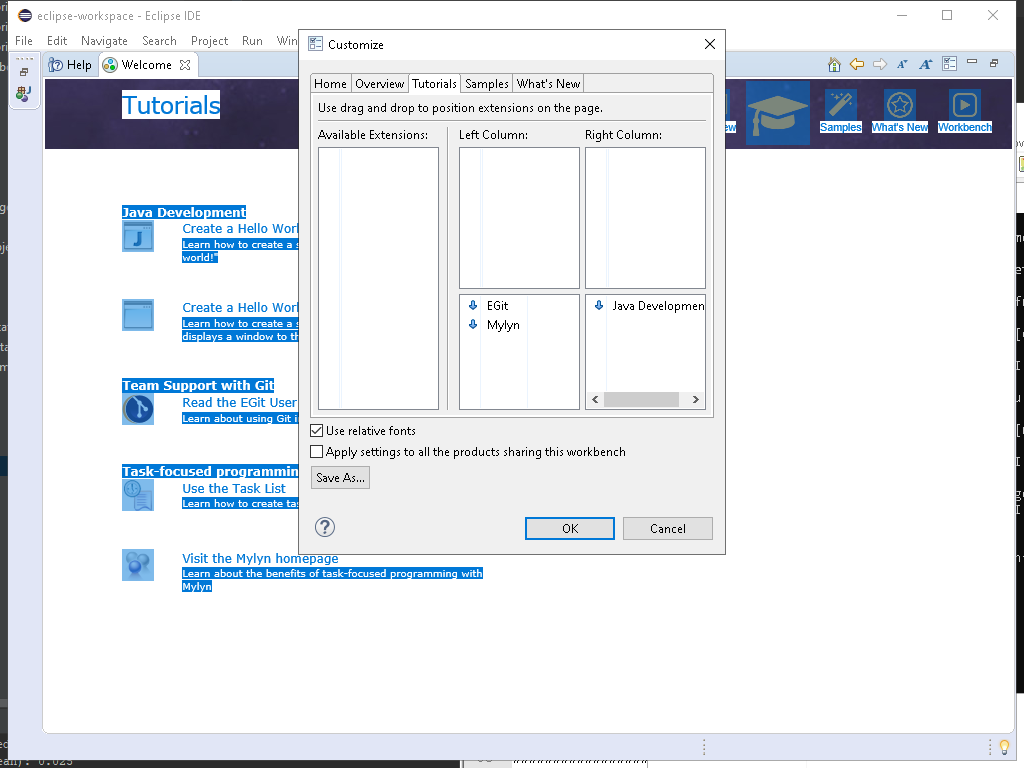 eclipse-workspace - Eclipse IDE
File Edit Navigate Search Project Run
Help Welcome
Tutorials
Samples What's New Workbench
Java Development
Create a Hello
Learn how to create a
world!"
Create a Hello
Learn how to create a
displays a window to
Team Support with Git
Read the EGit User
Learn about using Git
Task-focused
Use the Task List
Learn how to create
Visit the Mylyn homepage
Learn about the benefits of task-focused programming with
Mylyn
Customize
Home Overview Tutorials Samples What's New
Use drag and drop to position extensions on the page.
Available Extensions: Left Column: Right Column:
EGit
Mylyn
Java Developmen
Use relative fonts
Apply settings to all the products sharing this workbench
Save As...
? OK Cancel